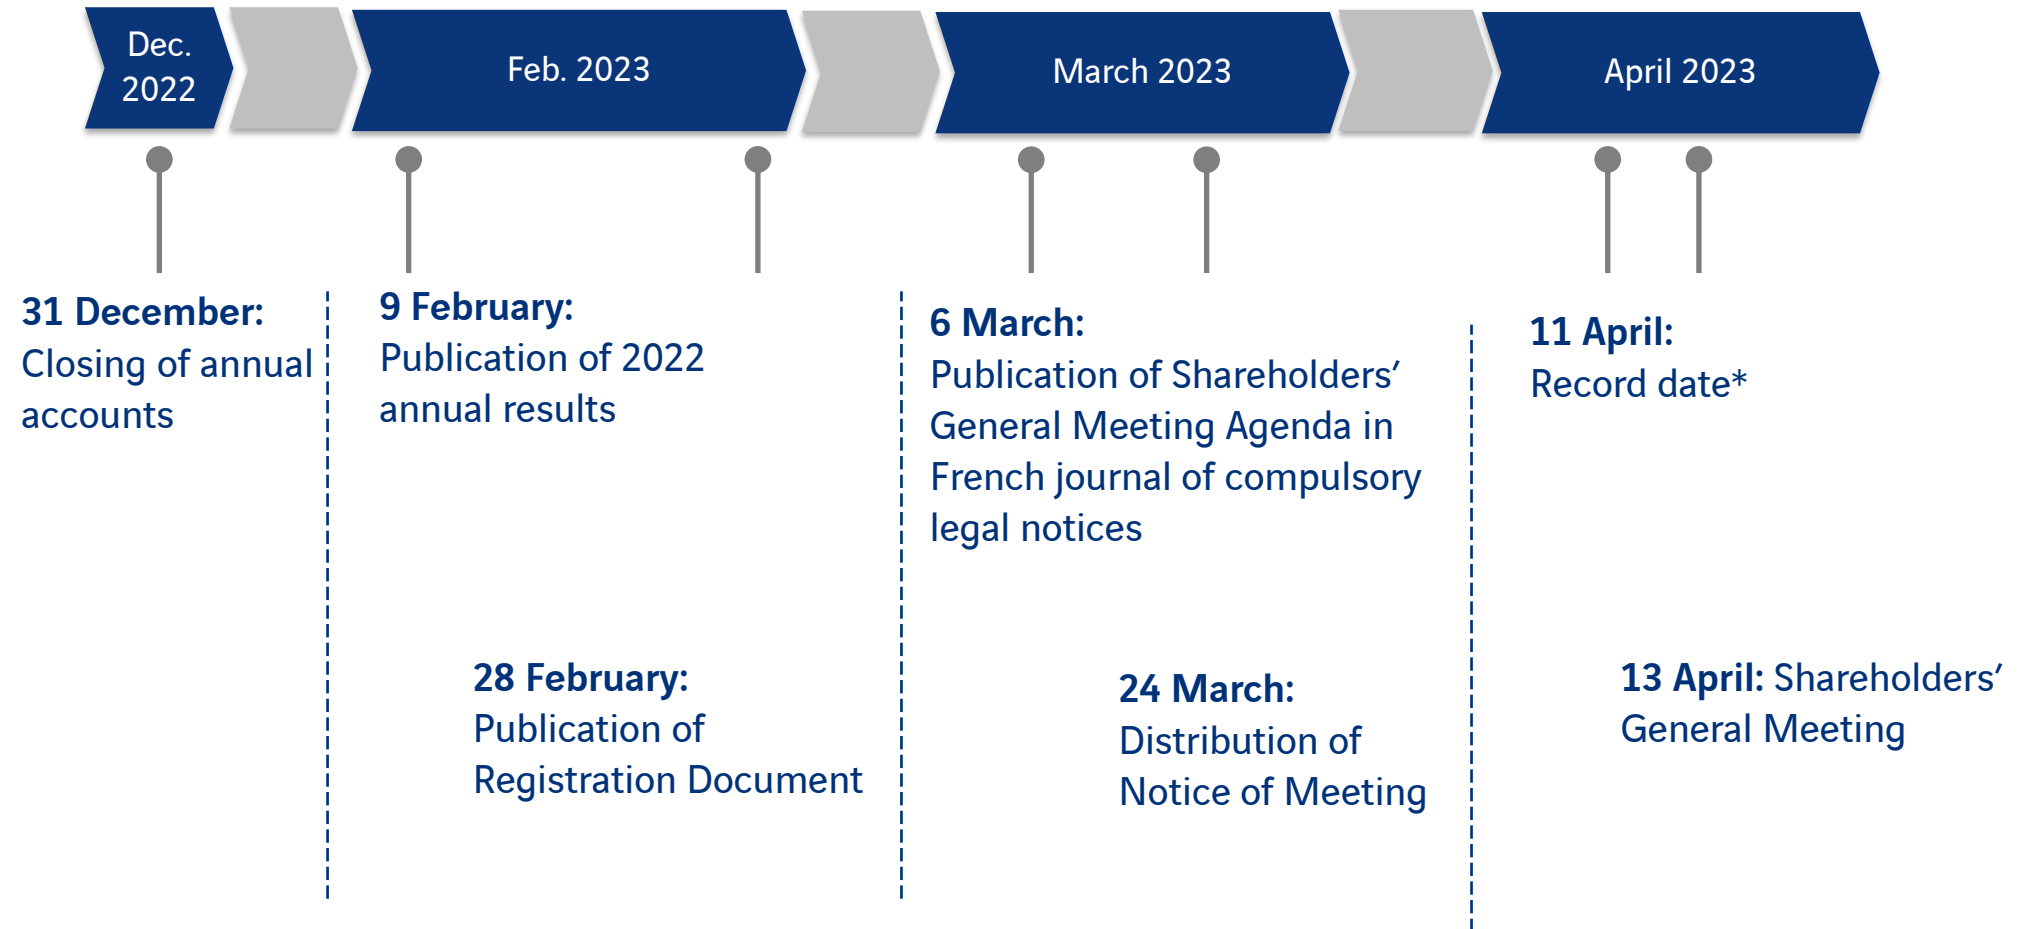 Dec.
2022
Feb. 2023
March 2023
April 2023
31 December:
Closing of annual
accounts
9 February:
Publication of 2022
annual results
28 February:
Publication of
Registration Document
6 March:
Publication of Shareholders’
General Meeting Agenda in
French journal of compulsory
legal notices
24 March:
Distribution of
Notice of Meeting
11 April:
Record date*
13 April: Shareholders’
General Meeting